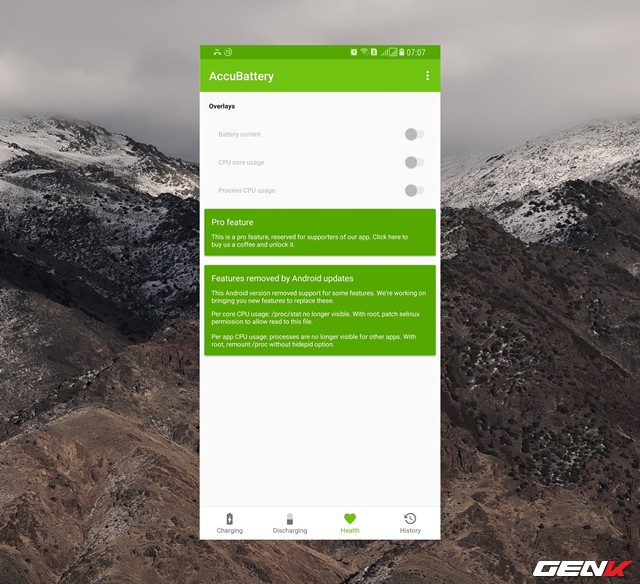 07:07
AccuBattery
Overlays
Battery current
CPU core usage
Process CPU usage
Pro feature
This is a pro feature, reserved for supporters of our app. Click here to
buy us a coffee and unlock it.
Features removed by Android updates
This Android version removed support for some features. We're working on
bringing you new features to replace these.
Per core CPU usage: /proc/stat no longer visible. With root, patch selinux
permission to allow read to this file.
Per app CPU usage: processes are no longer visible for other apps. With
root, remount /proc without hidepid option.
Charging
Discharging
Health
History
GENK